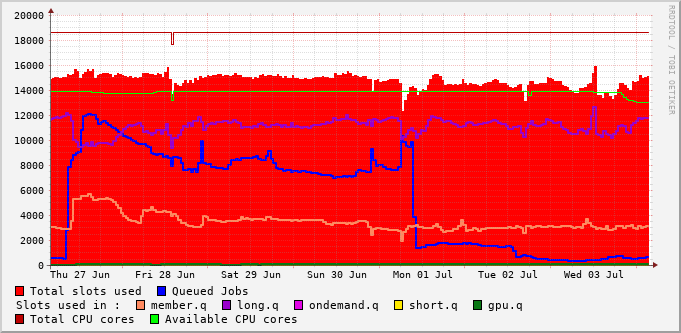 20000
18000
16000
14000
12000
10000
8000
6000
4000
2000
0
Thu 27 Jun Fri 28 Jun Sat 29 Jun Sun 30 Jun Mon 01 Jul Tue 02 Jul Wed 03 Jul
Total slots used Queued Jobs
Slots used in : member.q long.q ondemand.q short.q gpu.q
Total CPU cores Available CPU cores
RRDTOOL / TOBI OETIKER